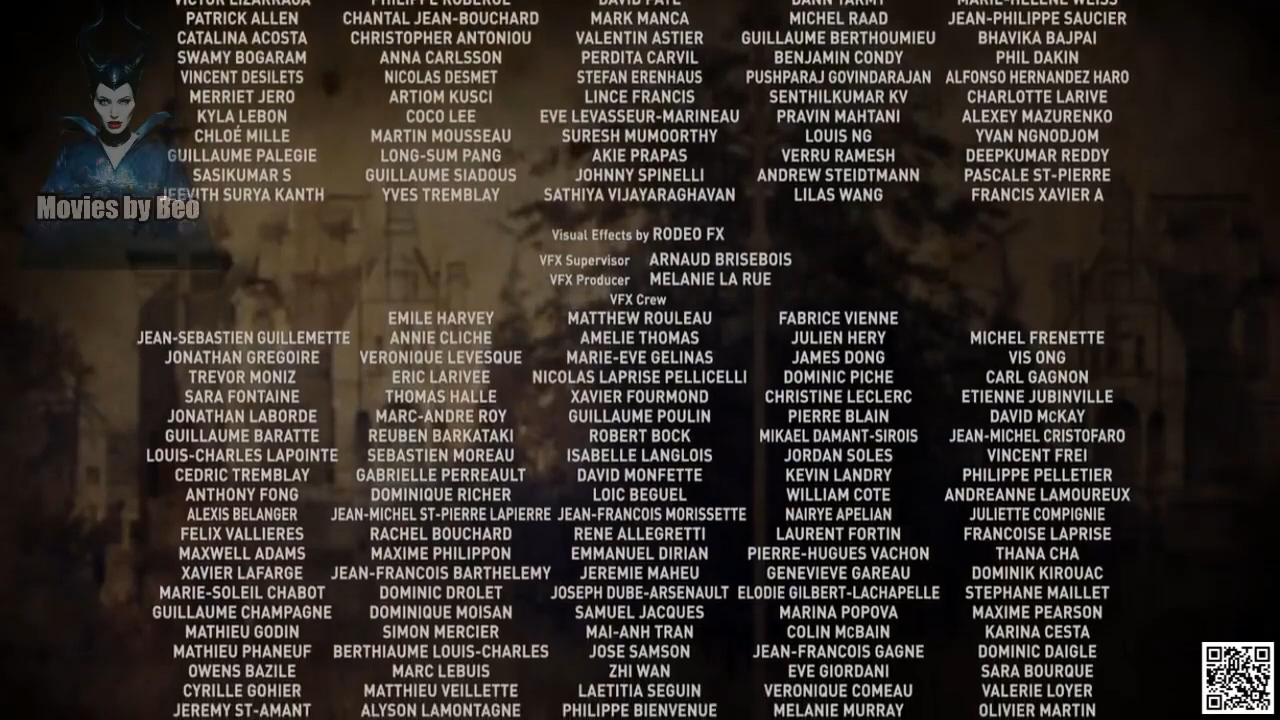 VICTOR LIZARRAGA PHILIPPE ROBERGE DAVID PATE DANN TARMY MARIE-HELENE WEISS
PATRICK ALLEN CHANTAL JEAN-BOUCHARD MARK MANCA MICHEL RAAD JEAN-PHILIPPE SAUCIER
CATALINA ACOSTA CHRISTOPHER ANTONIOU VALENTIN ASTIER GUILLAUME BERTHOUMIEU BHAVIKA BAJPAI
SWAMY BOGARAM ANNA CARLSSON PERDITA CARVIL BENJAMIN CONDY PHIL DAKIN
VINCENT DESILETS NICOLAS DESMET STEFAN ERENHAUS PUSHPARAJ GOVINDARAJAN ALFONSO HERNANDEZ HARO
MERRIET JERO ARTIOM KUSCI LINCE FRANCIS SENTHILKUMAR KV CHARLOTTE LARIVE
KYLA LEBON COCO LEE EVE LEVASSEUR-MARINEAU PRAVIN MAHTANI ALEXEY MAZURENKO
CHLOÉ MILLE MARTIN MOUSSEAU SURESH MUMOORTHY LOUIS NG YVAN NGNODJOM
GUILLAUME PALEGIE LONG-SUM PANG AKIE PRAPAS VERRU RAMESH DEEPKUMAR REDDY
SASIKUMAR S GUILLAUME SIADOUS JOHNNY SPINELLI ANDREW STEIDTMANN PASCALE ST-PIERRE
JEEVITH SURYA KANTH YVES TREMBLAY SATHIYA VIJAYARAGHAVAN LILAS WANG FRANCIS XAVIER A
Movies by Beo
Visual Effects by RODEO FX
VFX Supervisor ARNAUD BRISEBOIS
VFX Producer MELANIE LA RUE
VFX Crew
EMILE HARVEY MATTHEW ROULEAU FABRICE VIENNE
JEAN-SEBASTIEN GUILLEMETTE ANNIE CLICHE AMELIE THOMAS JULIEN HERY MICHEL FRENETTE
JONATHAN GREGOIRE VERONIQUE LEVESQUE MARIE-EVE GELINAS JAMES DONG VIS ONG
TREVOR MONIZ ERIC LARIVEE NICOLAS LAPRISE PELLICELLI DOMINIC PICHE CARL GAGNON
SARA FONTAINE THOMAS HALLE XAVIER FOURMOND CHRISTINE LECLERC ETIENNE JUBINVILLE
JONATHAN LABORDE MARC-ANDRE ROY GUILLAUME POULIN PIERRE BLAIN DAVID McKAY
GUILLAUME BARATTE REUBEN BARKATAKI ROBERT BOCK MIKAEL DAMANT-SIROIS JEAN-MICHEL CRISTOFARO
LOUIS-CHARLES LAPOINTE SEBASTIEN MOREAU ISABELLE LANGLOIS JORDAN SOLES VINCENT FREI
CEDRIC TREMBLAY GABRIELLE PERREAULT DAVID MONFETTE KEVIN LANDRY PHILIPPE PELLETIER
ANTHONY FONG DOMINIQUE RICHER LOIC BEGUEL WILLIAM COTE ANDREANNE LAMOUREUX
ALEXIS BELANGER JEAN-MICHEL ST-PIERRE LAPIERRE JEAN-FRANCOIS MORISSETTE NAIRYE APELIAN JULIETTE COMPIGNIE
FELIX VALLIERES RACHEL BOUCHARD RENE ALLEGRETTI LAURENT FORTIN FRANCOISE LAPRISE
MAXWELL ADAMS MAXIME PHILIPPON EMMANUEL DIRIAN PIERRE-HUGUES VACHON THANA CHA
XAVIER LAFARGE JEAN-FRANCOIS BARTHELEMY JEREMIE MAHEU GENEVIEVE GAREAU DOMINIK KIROUAC
MARIE-SOLEIL CHABOT DOMINIC DROLET JOSEPH DUBE-ARSENAULT ELODIE GILBERT-LACHAPELLE STEPHANE MAILLET
GUILLAUME CHAMPAGNE DOMINIQUE MOISAN SAMUEL JACQUES MARINA POPOVA MAXIME PEARSON
MATHIEU GODIN SIMON MERCIER MAI-ANH TRAN COLIN McBAIN KARINA CESTA
MATHIEU PHANEUF BERTHIAUME LOUIS-CHARLES JOSE SAMSON JEAN-FRANCOIS GAGNE DOMINIC DAIGLE
OWENS BAZILE MARC LEBUIS ZHI WAN EVE GIORDANI SARA BOURQUE
CYRILLE GOHIER MATTHIEU VEILLETTE LAETITIA SEGUIN VERONIQUE COMEAU VALERIE LOYER
JEREMY ST-AMANT ALYSON LAMONTAGNE PHILIPPE BIENVENUE MELANIE MURRAY OLIVIER MARTIN